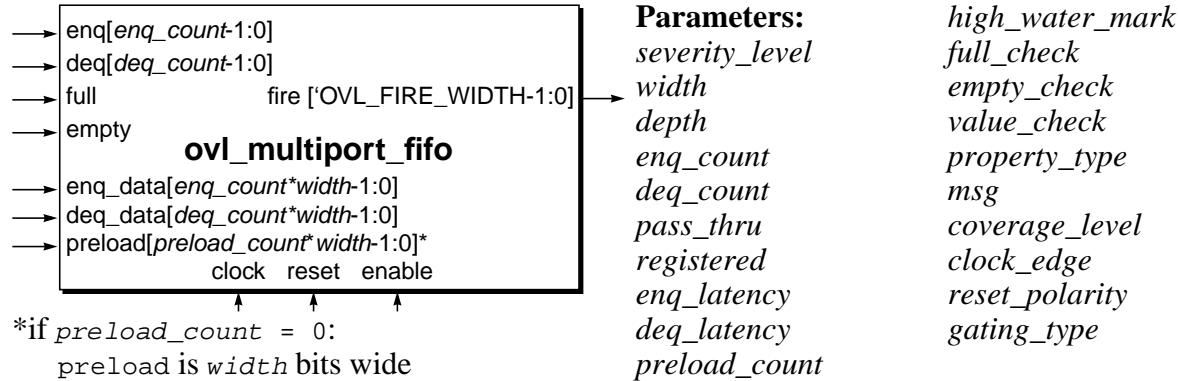 enq[enq_count-1:0]
deq[deq_count-1:0]
full fire [‘OVL_FIRE_WIDTH-1:0]
empty
ovl_multiport_fifo
enq_data[enq_count*width-1:0]
deq_data[deq_count*width-1:0]
preload[preload_count*width-1:0]*
clock reset enable
*if preload_count = 0:
preload is width bits wide
Parameters:
severity_level
width
depth
enq_count
deq_count
pass_thru
registered
enq_latency
deq_latency
preload_count
high_water_mark
full_check
empty_check
value_check
property_type
msg
coverage_level
clock_edge
reset_polarity
gating_type